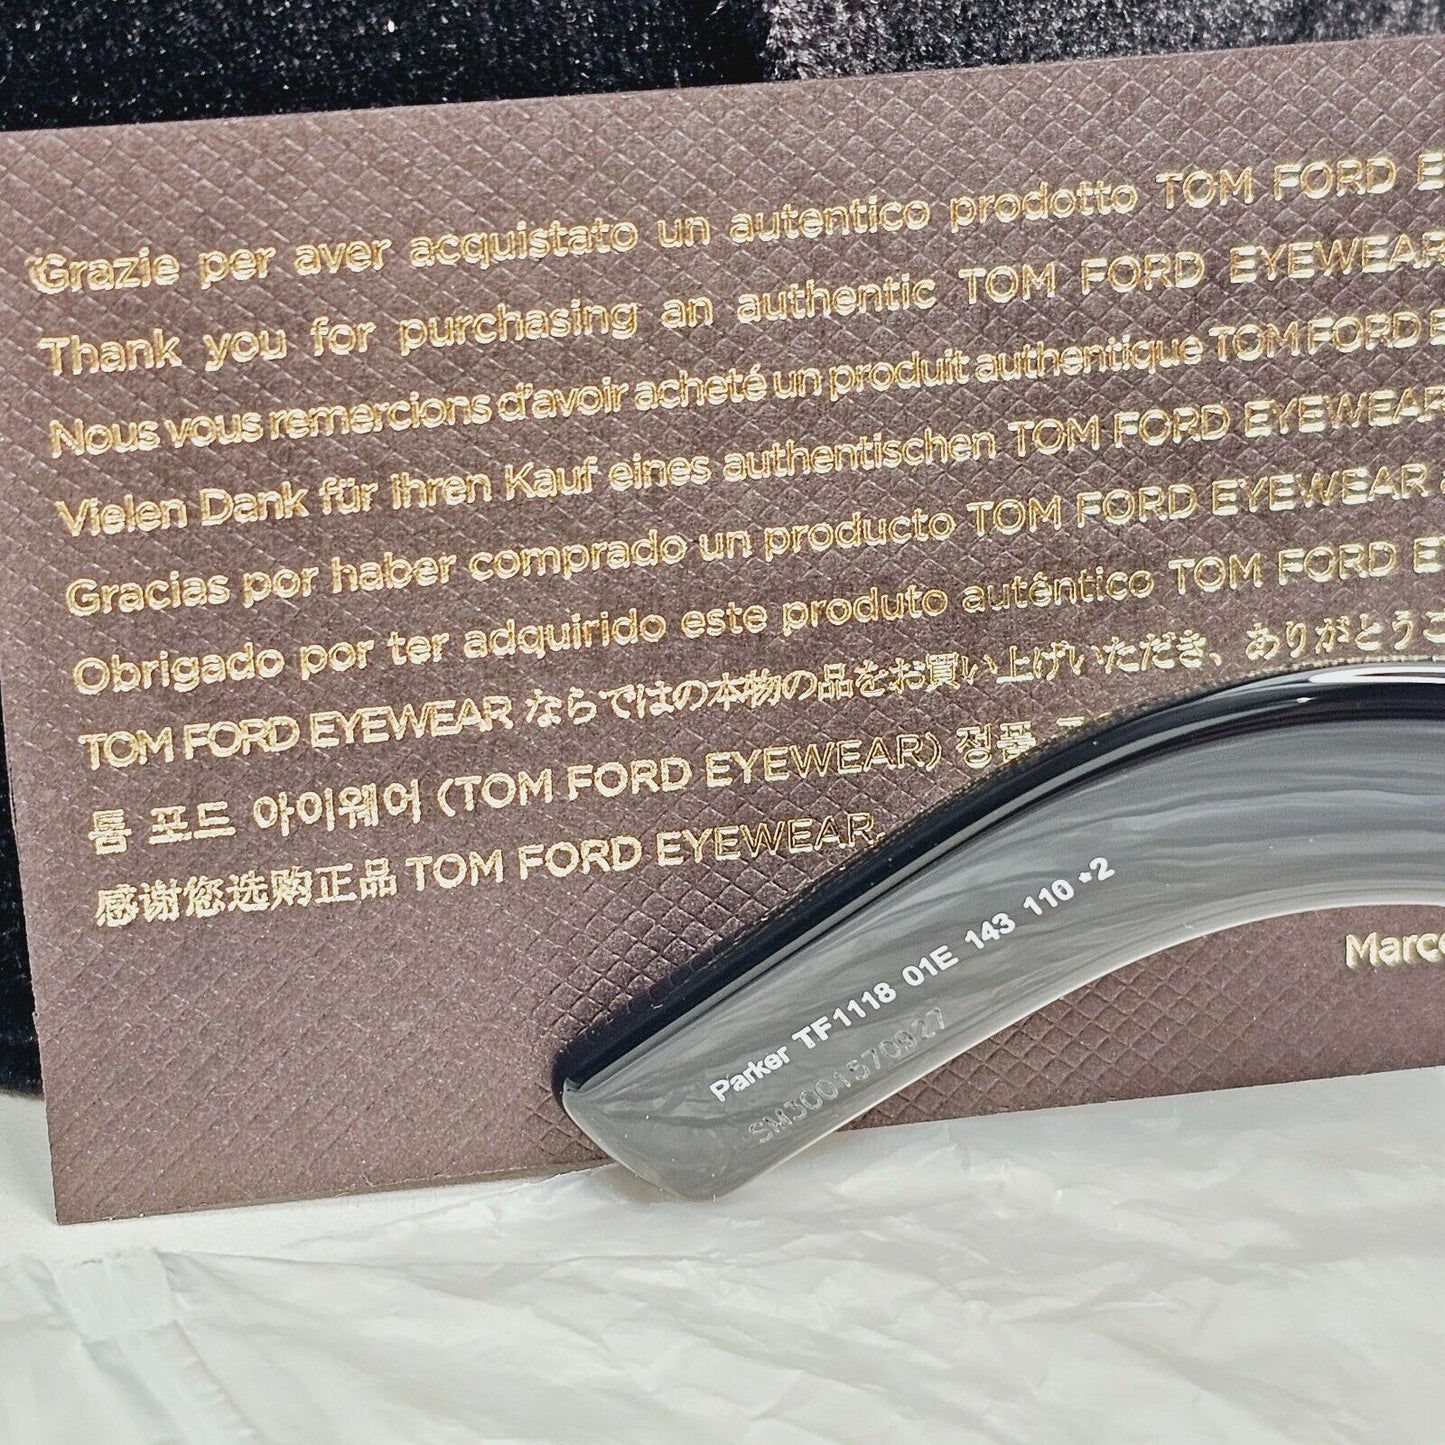 "Grazie per aver acquistato un autentico prodotto TOM FORD E
Thank you for purchasing an authentic TOM FORD EYEWEAR
Nous vous remercions d'avoir acheté un produit authentique TOM FORD E
Vielen Dank für Ihren Kauf eines authentischen TOM FORD EYEWEAR
Gracias por haber comprado un producto TOM FORD EYEWEAR
Obrigado por ter adquirido este produto autêntico TOM FORD EY
TOM FORD EYEWEAR ならではの本物の品をお買い上げいただき、ありがとうご
톰 포드 아이웨어 (TOM FORD EYEWEAR) 정품
感谢您选购正品 TOM FORD EYEWEAR.
Marco
Parker TF1118 01E 143 110 *2
SM3001570927